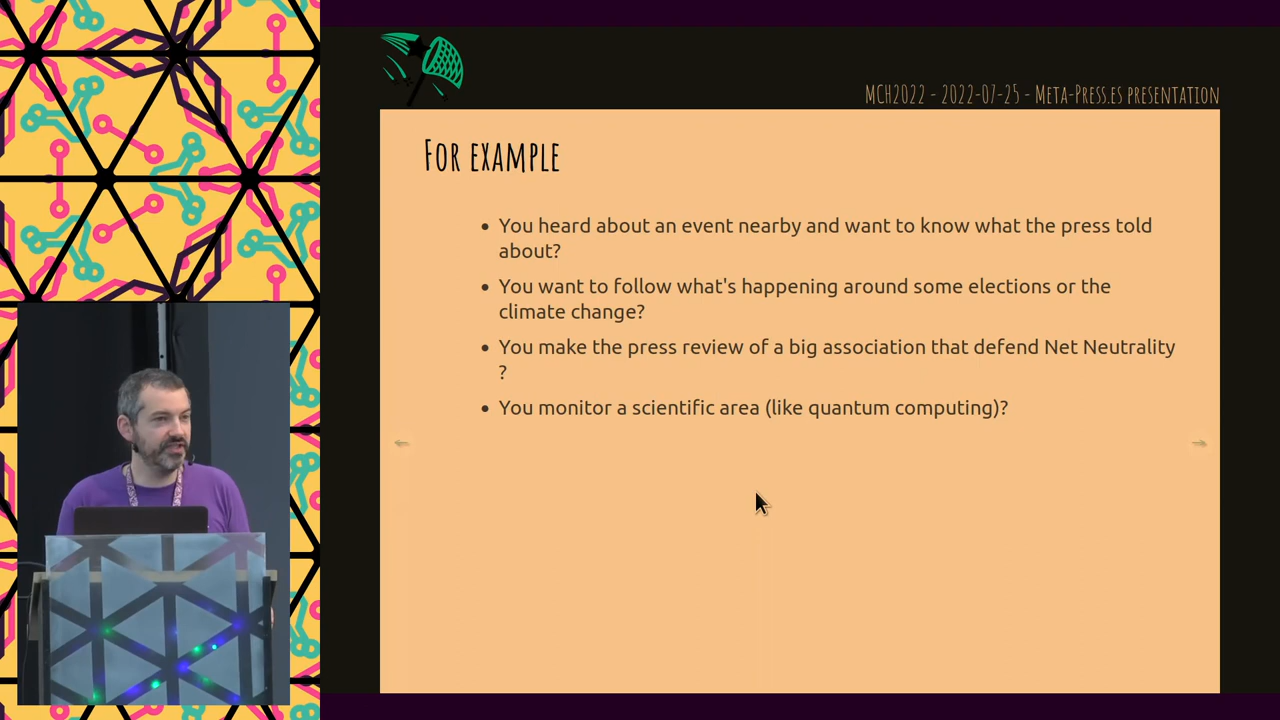 MCH2022 - 2022-07-25 - Meta-Press.es presentation
For example
• You heard about an event nearby and want to know what the press told
about?
• You want to follow what's happening around some elections or the
climate change?
• You make the press review of a big association that defend Net Neutrality
?
• You monitor a scientific area (like quantum computing)?